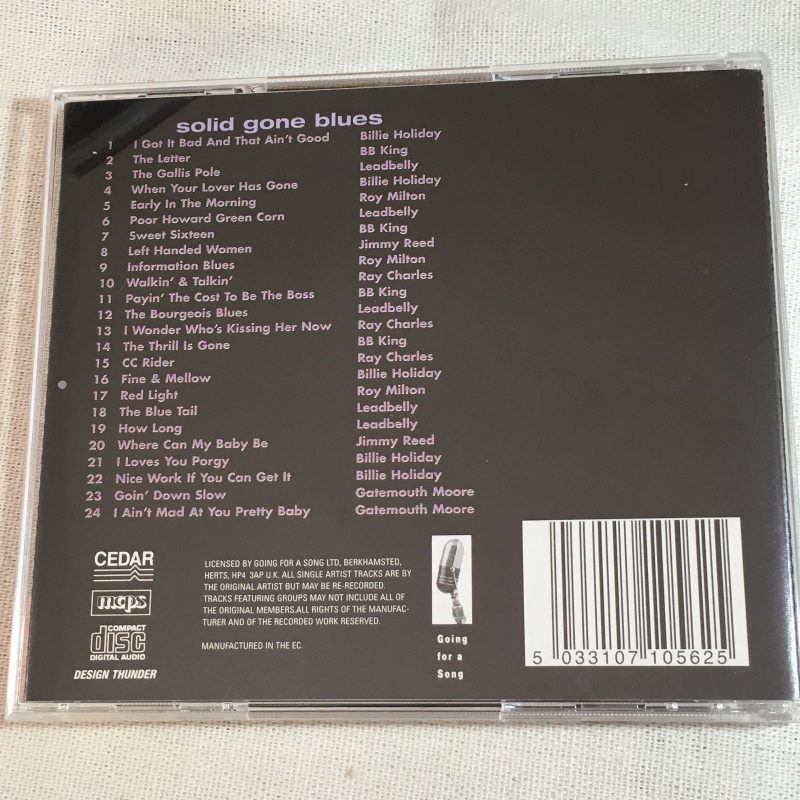 solid gone blues
1 I Got It Bad And That Ain't Good Billie Holiday
2 The Letter BB King
3 The Gallis Pole Leadbelly
4 When Your Lover Has Gone Billie Holiday
5 Early In The Morning Roy Milton
6 Poor Howard Green Corn Leadbelly
7 Sweet Sixteen BB King
8 Left Handed Women Jimmy Reed
9 Information Blues Roy Milton
10 Walkin' & Talkin' Ray Charles
11 Payin' The Cost To Be The Boss BB King
12 The Bourgeois Blues Leadbelly
13 I Wonder Who's Kissing Her Now Ray Charles
14 The Thrill Is Gone BB King
15 CC Rider Ray Charles
16 Fine & Mellow Billie Holiday
17 Red Light Roy Milton
18 The Blue Tail Leadbelly
19 How Long Leadbelly
20 Where Can My Baby Be Jimmy Reed
21 I Loves You Porgy Billie Holiday
22 Nice Work If You Can Get It Billie Holiday
23 Goin' Down Slow Gatemouth Moore
24 I Ain't Mad At You Pretty Baby Gatemouth Moore
CEDAR
mcps
COMPACT
disc
DIGITAL AUDIO
DESIGN THUNDER
LICENSED BY GOING FOR A SONG LTD, BERKHAMSTED,
HERTS, HP4 3AP U.K. ALL SINGLE ARTIST TRACKS ARE BY
THE ORIGINAL ARTIST BUT MAY BE RE-RECORDED.
TRACKS FEATURING GROUPS MAY NOT INCLUDE ALL OF
THE ORIGINAL MEMBERS.ALL RIGHTS OF THE MANUFAC-
TURER AND OF THE RECORDED WORK RESERVED.
MANUFACTURED IN THE EC.
Going
for a
Song
5 033107 105625